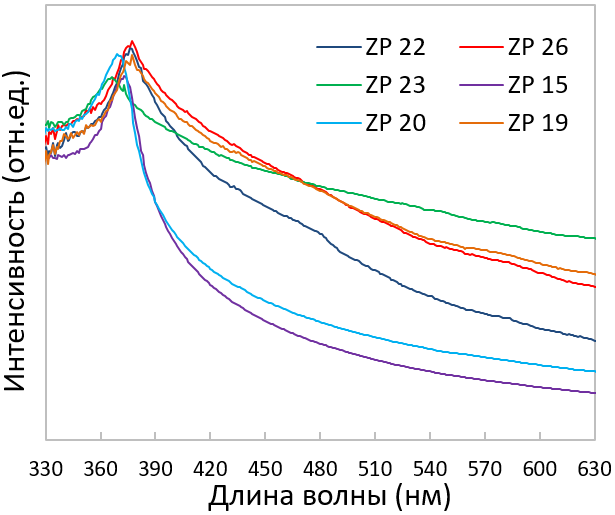 Интенсивность (отн.ед.)
ZP 22 ZP 26
ZP 23 ZP 15
ZP 20 ZP 19
330 360 390 420 450 480 510 540 570 600 630
Длина волны (нм)